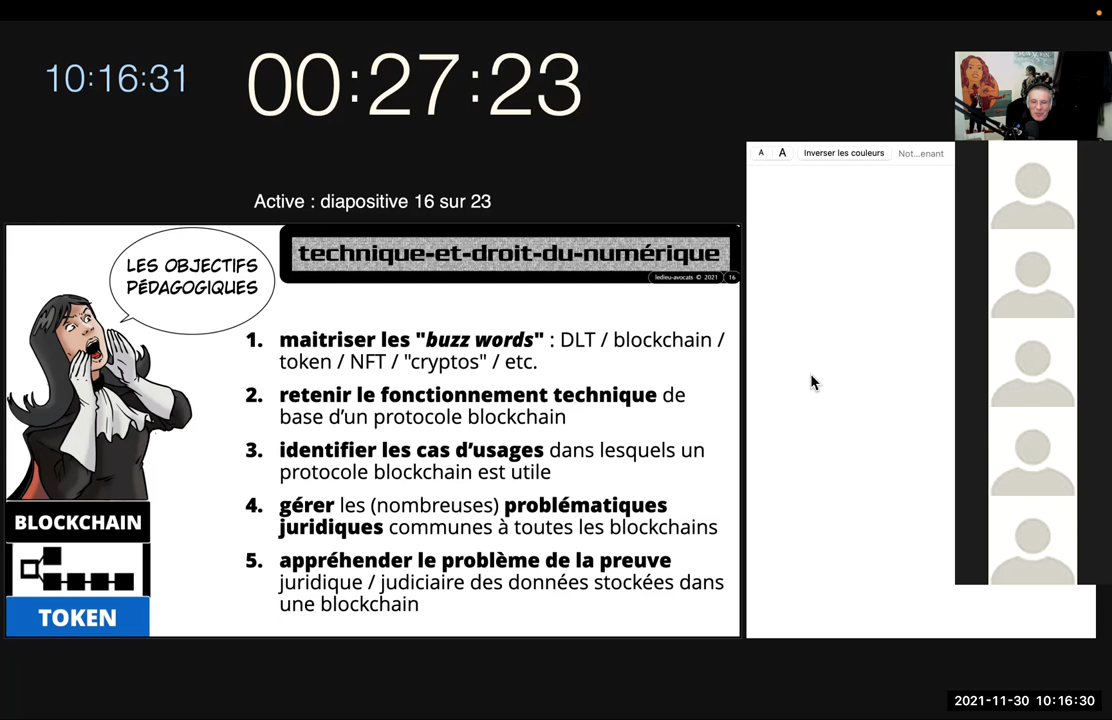 10:16:31
00:27:23
Active : diapositive 16 sur 23
A A Inverser les couleurs Not...enant
LES OBJECTIFS
PÉDAGOGIQUES
technique-et-droit-du-numérique
ledieu-avocats © 2021 16
1. maitriser les "buzz words" : DLT / blockchain /
token / NFT / "cryptos" / etc.
2. retenir le fonctionnement technique de
base d'un protocole blockchain
3. identifier les cas d'usages dans lesquels un
protocole blockchain est utile
4. gérer les (nombreuses) problématiques
juridiques communes à toutes les blockchains
5. appréhender le problème de la preuve
juridique / judiciaire des données stockées dans
une blockchain
BLOCKCHAIN
TOKEN
2021-11-30 10:16:30